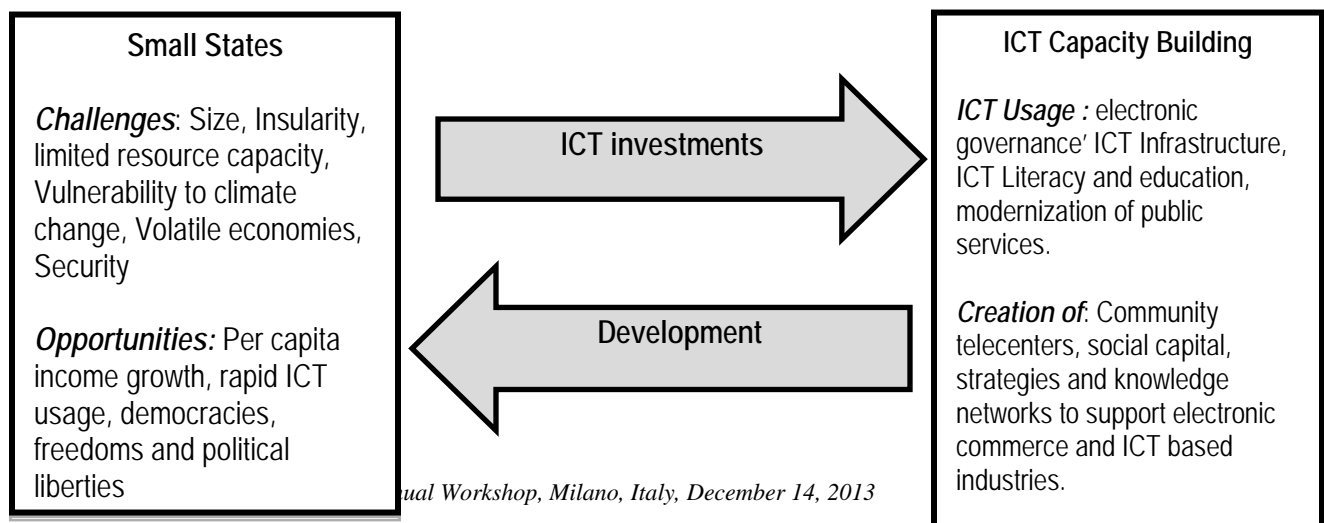 Small States
Challenges: Size, Insularity,
limited resource capacity,
Vulnerability to climate
change, Volatile economies,
Security
Opportunities: Per capita
income growth, rapid ICT
usage, democracies,
freedoms and political
liberties
ICT investments
Development
ICT Capacity Building
ICT Usage : electronic
governance’ ICT Infrastructure,
ICT Literacy and education,
modernization of public
services.
Creation of: Community
telecenters, social capital,
strategies and knowledge
networks to support electronic
commerce and ICT based
industries.
Workshop, Milano, Italy, December 14, 2013